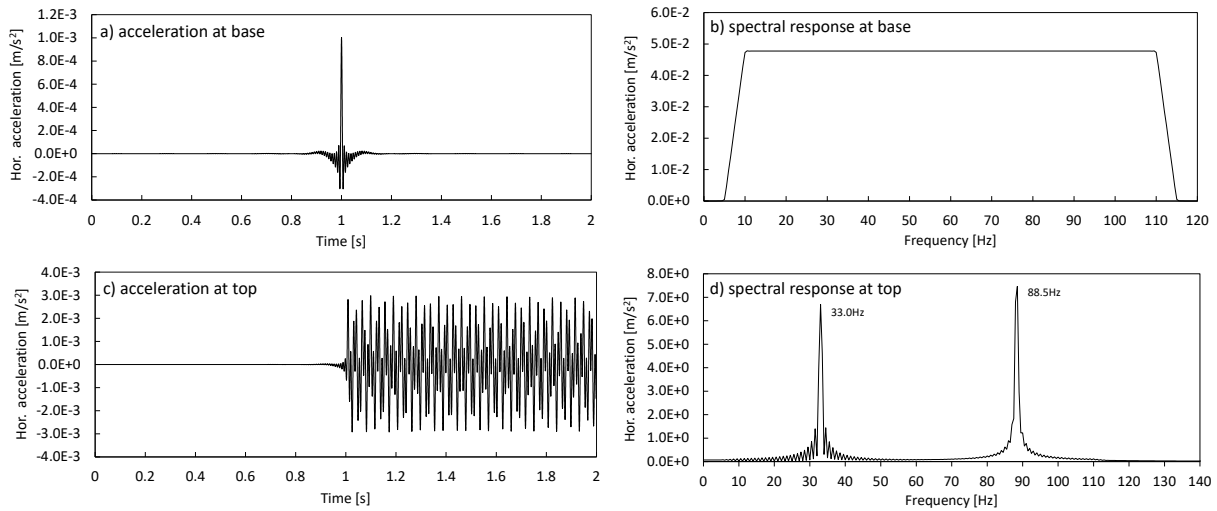 a) acceleration at base
Hor. acceleration [m/s²]
1.2E-3
1.0E-3
8.0E-4
6.0E-4
4.0E-4
2.0E-4
0.0E+0
-2.0E-4
-4.0E-4
0 0.2 0.4 0.6 0.8 1 1.2 1.4 1.6 1.8 2
Time [s]
b) spectral response at base
Hor. acceleration [m/s²]
6.0E-2
5.0E-2
4.0E-2
3.0E-2
2.0E-2
1.0E-2
0.0E+0
0 10 20 30 40 50 60 70 80 90 100 110 120
Frequency [Hz]
c) acceleration at top
Hor. acceleration [m/s²]
4.0E-3
3.0E-3
2.0E-3
1.0E-3
0.0E+0
-1.0E-3
-2.0E-3
-3.0E-3
-4.0E-3
0 0.2 0.4 0.6 0.8 1 1.2 1.4 1.6 1.8 2
Time [s]
d) spectral response at top
Hor. acceleration [m/s²]
8.0E+0
7.0E+0
6.0E+0
5.0E+0
4.0E+0
3.0E+0
2.0E+0
1.0E+0
0.0E+0
33.0Hz
88.5Hz
0 10 20 30 40 50 60 70 80 90 100 110 120 130 140
Frequency [Hz]